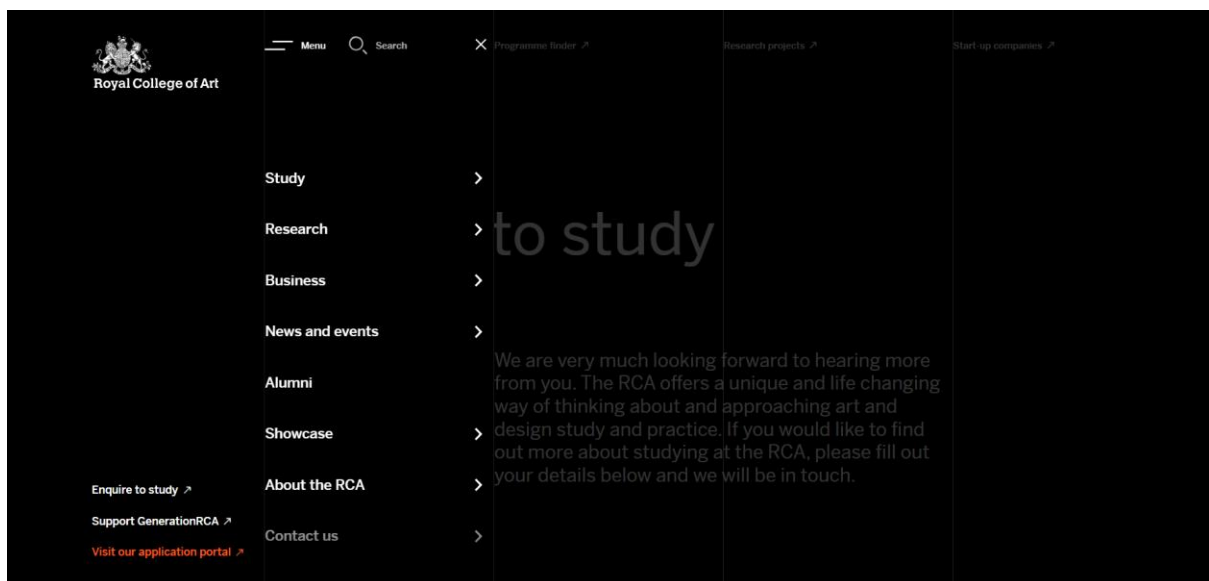 Royal College of Art
Menu
Search
Programme finder ↗
Research projects ↗
Start-up companies ↗
Study
Research
Business
News and events
Alumni
Showcase
About the RCA
Contact us
to study
We are very much looking forward to hearing more
from you. The RCA offers a unique and life changing
way of thinking about and approaching art and
design study and practice. If you would like to find
out more about studying at the RCA, please fill out
your details below and we will be in touch.
Enquire to study ↗
Support GenerationRCA ↗
Visit our application portal ↗